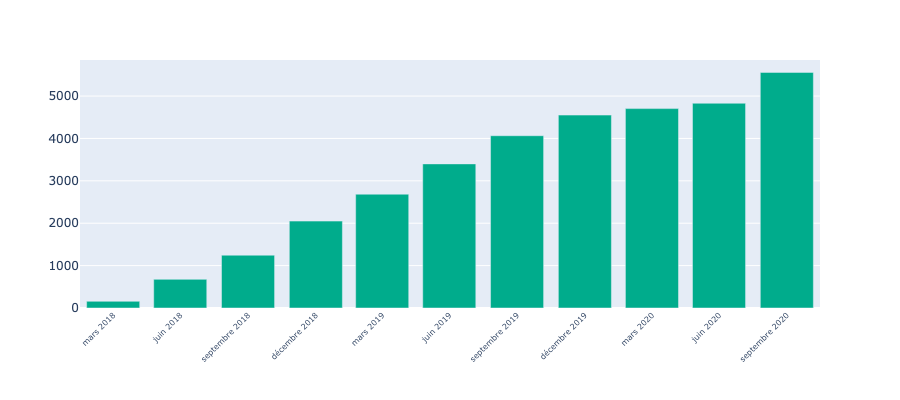 5000
4000
3000
2000
1000
0
mars 2018
juin 2018
septembre 2018
décembre 2018
mars 2019
juin 2019
septembre 2019
décembre 2019
mars 2020
juin 2020
septembre 2020